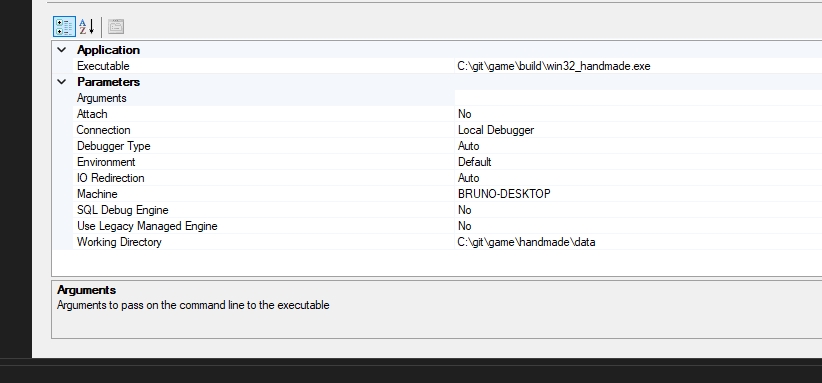 Application
Executable C:\git\game\build\win32_handmade.exe
Parameters
Arguments
Attach No
Connection Local Debugger
Debugger Type Auto
Environment Default
IO Redirection Auto
Machine BRUNO-DESKTOP
SQL Debug Engine No
Use Legacy Managed Engine No
Working Directory C:\git\game\handmade\data
Arguments
Arguments to pass on the command line to the executable